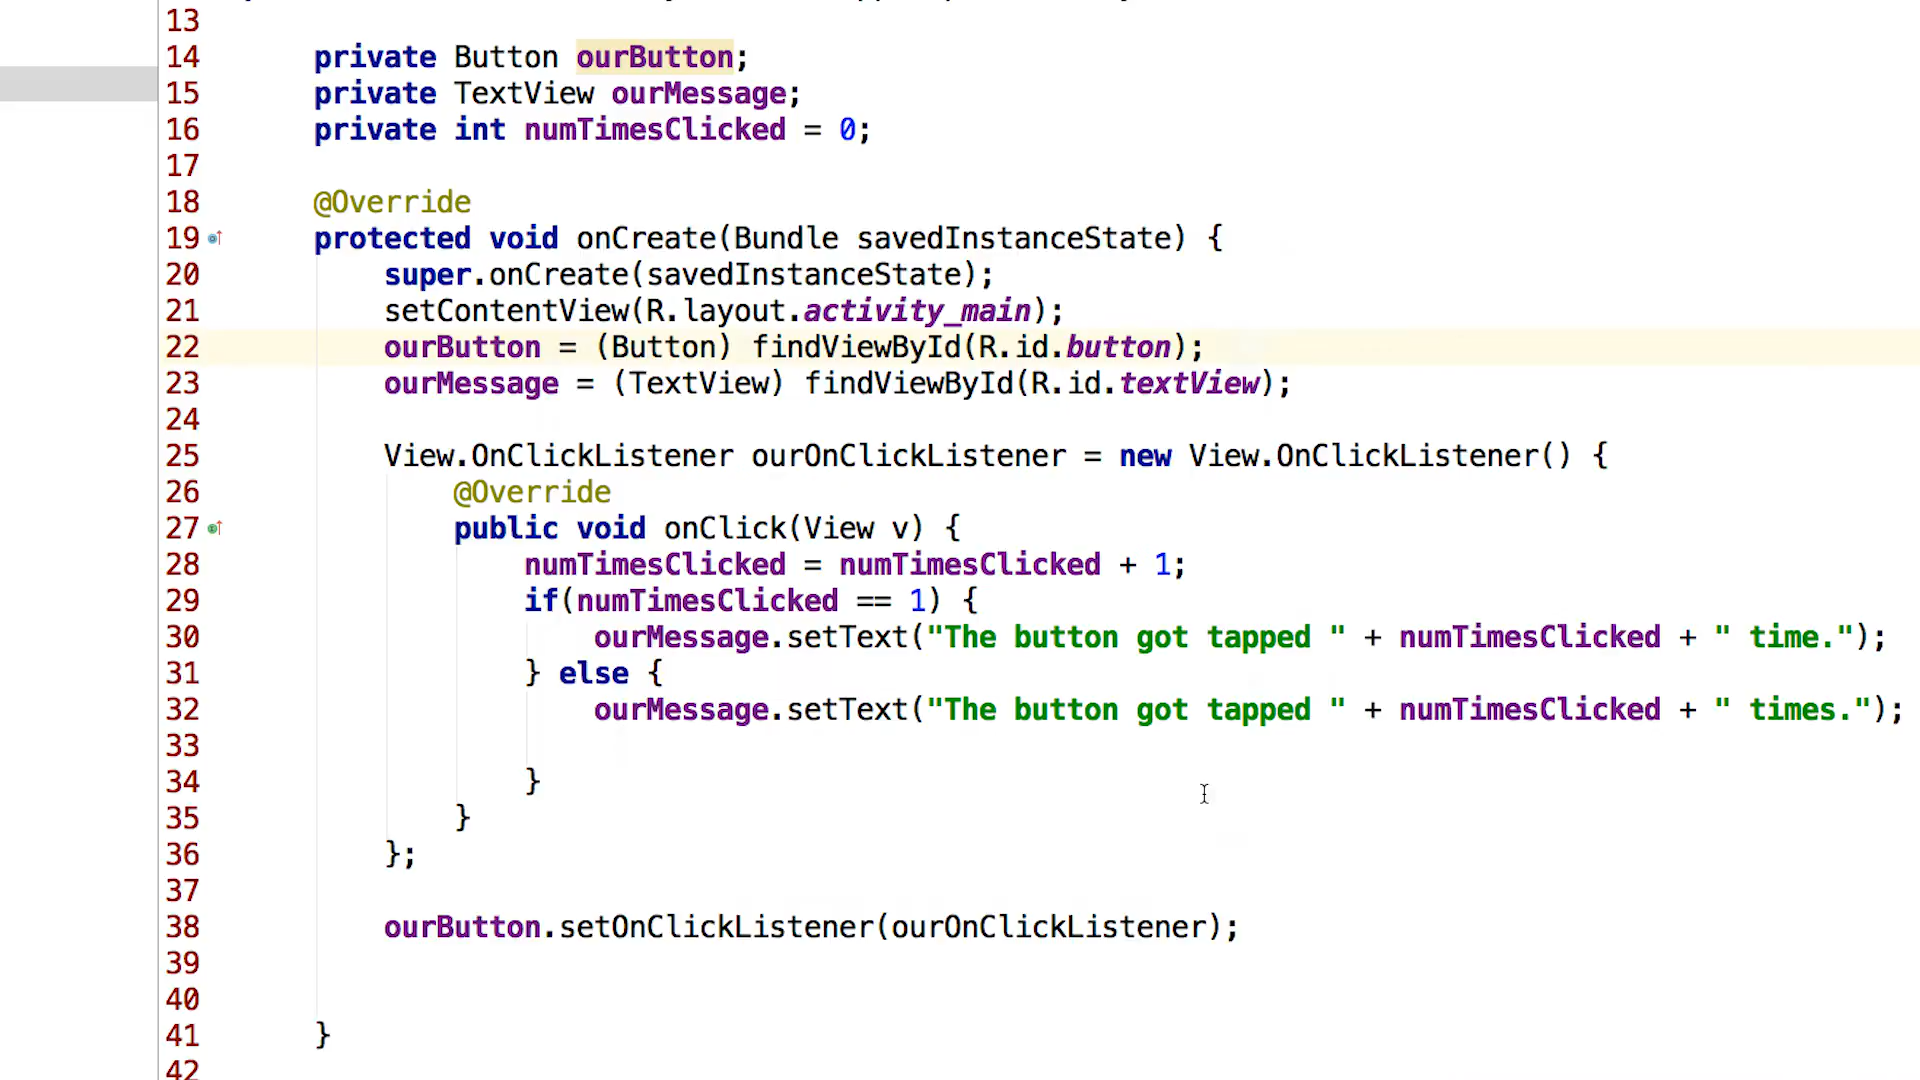 13
14 private Button ourButton;
15 private TextView ourMessage;
16 private int numTimesClicked = 0;
17
18 @Override
19 protected void onCreate(Bundle savedInstanceState) {
20 super.onCreate(savedInstanceState);
21 setContentView(R.layout.activity_main);
22 ourButton = (Button) findViewById(R.id.button);
23 ourMessage = (TextView) findViewById(R.id.textView);
24
25 View.OnClickListener ourOnClickListener = new View.OnClickListener() {
26 @Override
27 public void onClick(View v) {
28 numTimesClicked = numTimesClicked + 1;
29 if(numTimesClicked == 1) {
30 ourMessage.setText("The button got tapped " + numTimesClicked + " time.");
31 } else {
32 ourMessage.setText("The button got tapped " + numTimesClicked + " times.");
33
34 }
35 }
36 };
37
38 ourButton.setOnClickListener(ourOnClickListener);
39
40
41 }
42